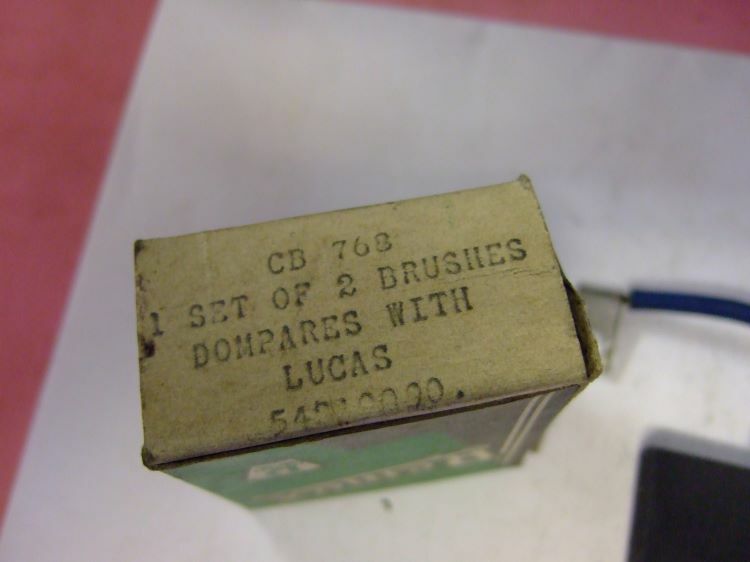 CB 768
1 SET OF 2 BRUSHES
DOMPARES WITH
LUCAS